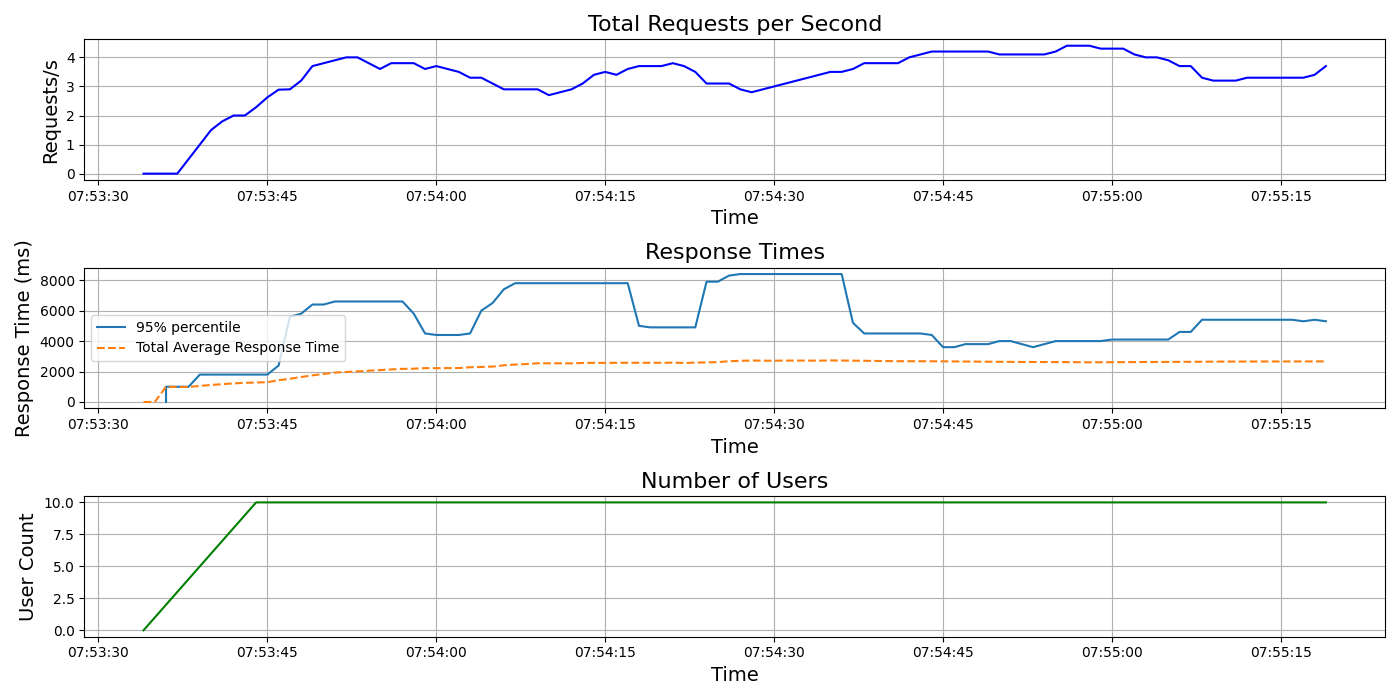 Total Requests per Second
Requests/s
4
3
2
1
0
07:53:30 07:53:45 07:54:00 07:54:15 07:54:30 07:54:45 07:55:00 07:55:15
Time
Response Times
Response Time (ms)
8000
6000
4000
2000
0
95% percentile
Total Average Response Time
07:53:30 07:53:45 07:54:00 07:54:15 07:54:30 07:54:45 07:55:00 07:55:15
Time
Number of Users
User Count
10.0
7.5
5.0
2.5
0.0
07:53:30 07:53:45 07:54:00 07:54:15 07:54:30 07:54:45 07:55:00 07:55:15
Time